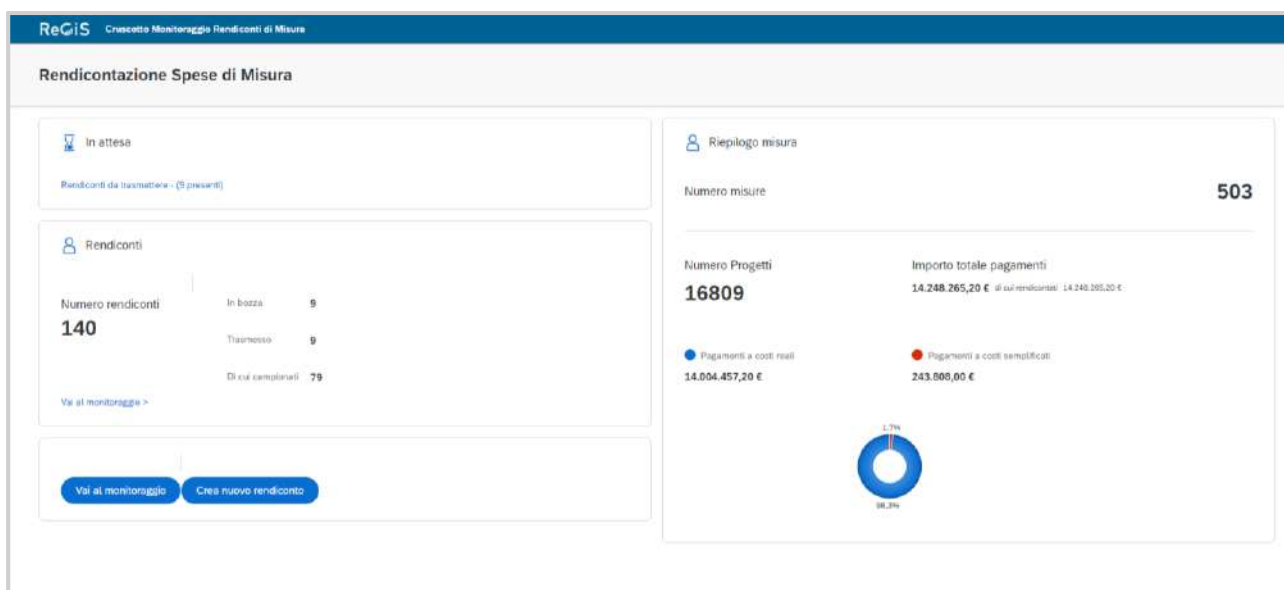 ReGiS Cruscotto Monitoraggio Rendiconti di Misura
Rendicontazione Spese di Misura
In attesa
Rendiconti da trasmettere - (9 presenti)
Rendiconti
Numero rendiconti
140
In bozza 9
Trasmesso 9
Di cui campionati 79
Vai al monitoraggio >
Vai al monitoraggio
Crea nuovo rendiconto
Riepilogo misura
Numero misure 503
Numero Progetti
16809
Importo totale pagamenti
14.248.265,20 € di cui rendicontati 14.248.265,20 €
Pagamenti a costi reali
14.004.457,20 €
Pagamenti a costi semplificati
243.808,00 €
1.7%
98.3%